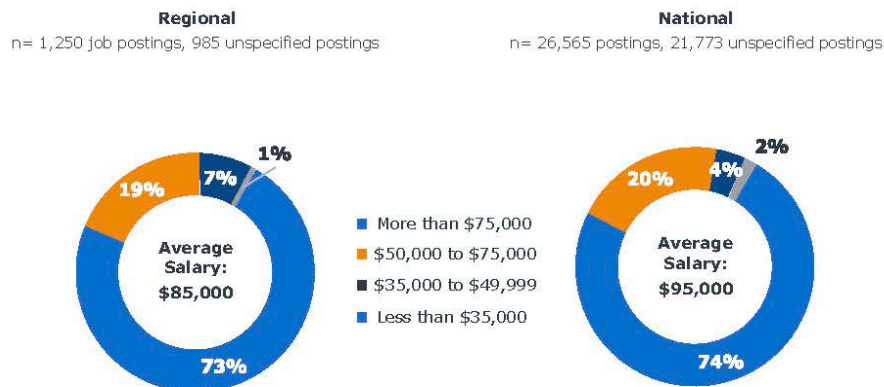 Regional
n= 1,250 job postings, 985 unspecified postings
National
n= 26,565 postings, 21,773 unspecified postings
1%
7%
19%
Average
Salary:
$85,000
73%
More than $75,000
$50,000 to $75,000
$35,000 to $49,999
Less than $35,000
2%
4%
20%
Average
Salary:
$95,000
74%